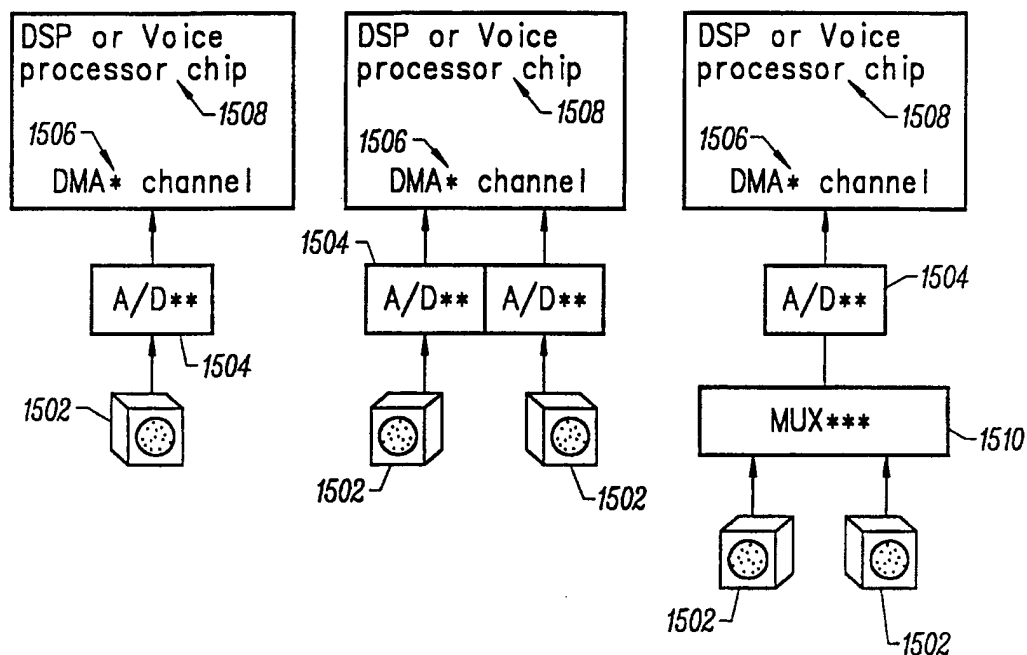 DSP or Voice
processor chip
1508
1506
DMA* channel
A/D**
1504
1502
DSP or Voice
processor chip
1508
1506
DMA* channel
1504
A/D** A/D**
1502
1502
DSP or Voice
processor chip
1508
1506
DMA* channel
A/D**
1504
MUX***
1510
1502
1502